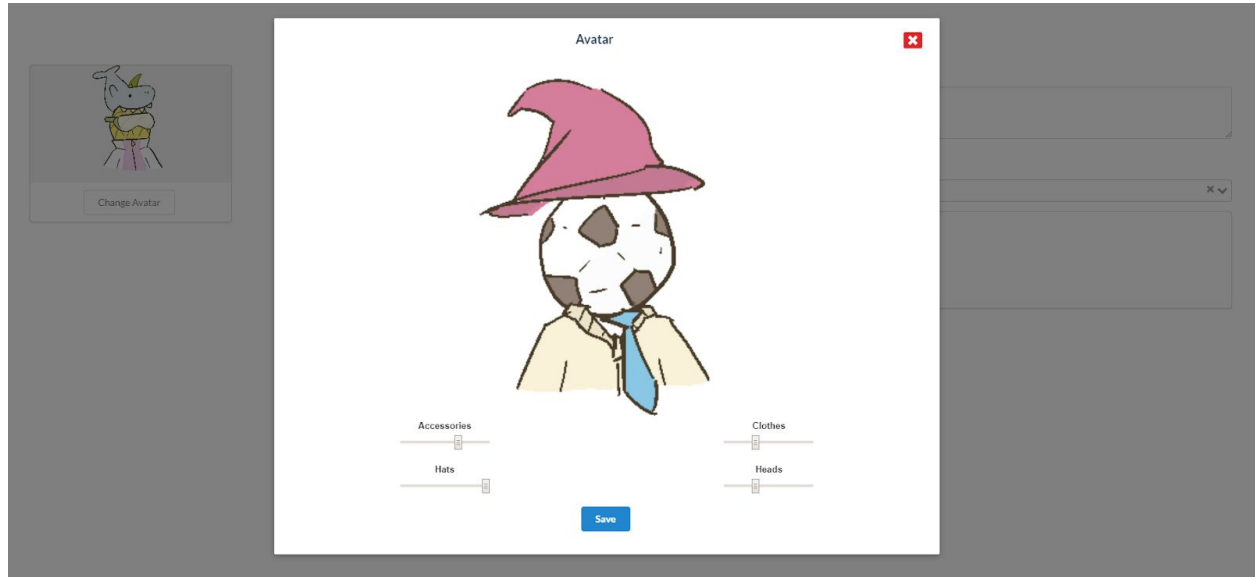 Avatar
Change Avatar
Accessories
Clothes
Hats
Heads
Save